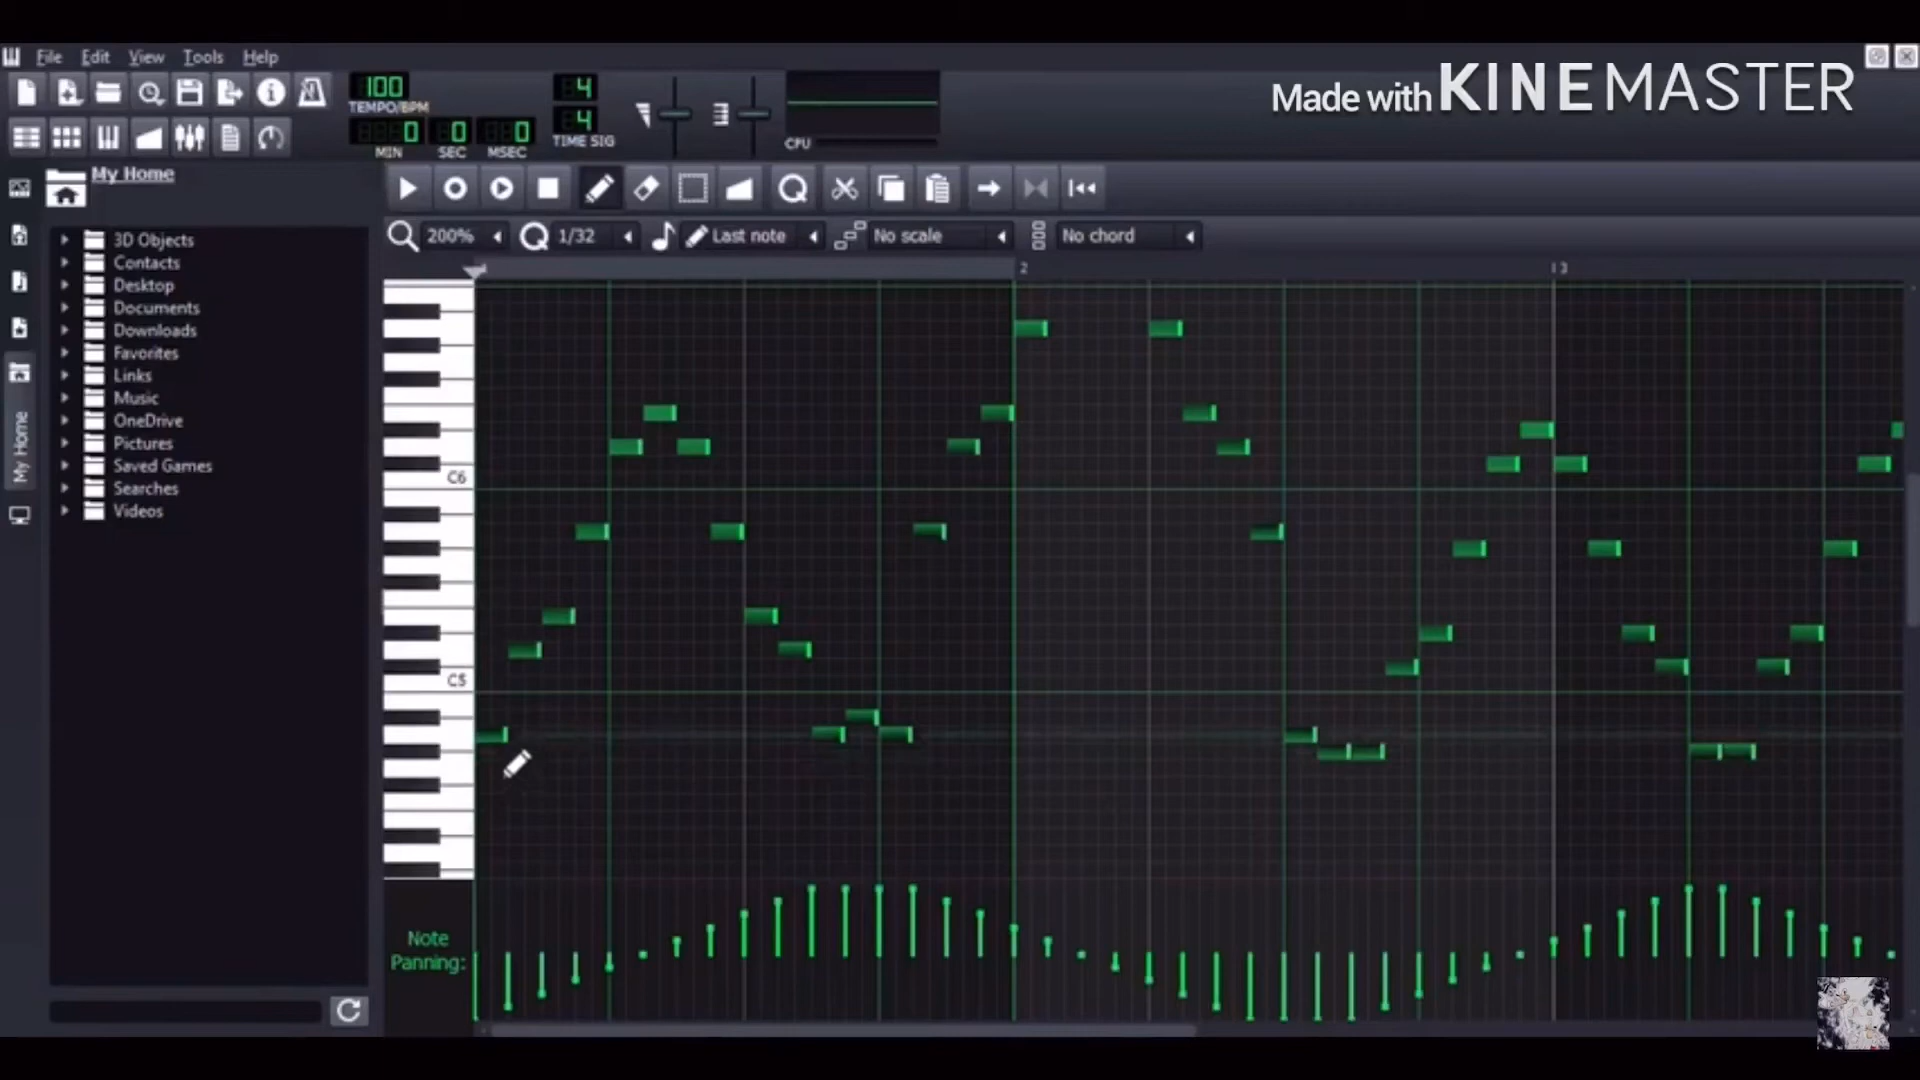 File Edit View Tools Help
Made with KINEMASTER
100
TEMPO/BPM
0 0 0
MIN SEC MSEC
4
4
TIME SIG
CPU
My Home
200% 1/32 Last note No scale No chord
2 3
3D Objects
Contacts
Desktop
Documents
Downloads
Favorites
Links
Music
OneDrive
Pictures
Saved Games
Searches
Videos
My Home
C6
C5
Note
Panning: